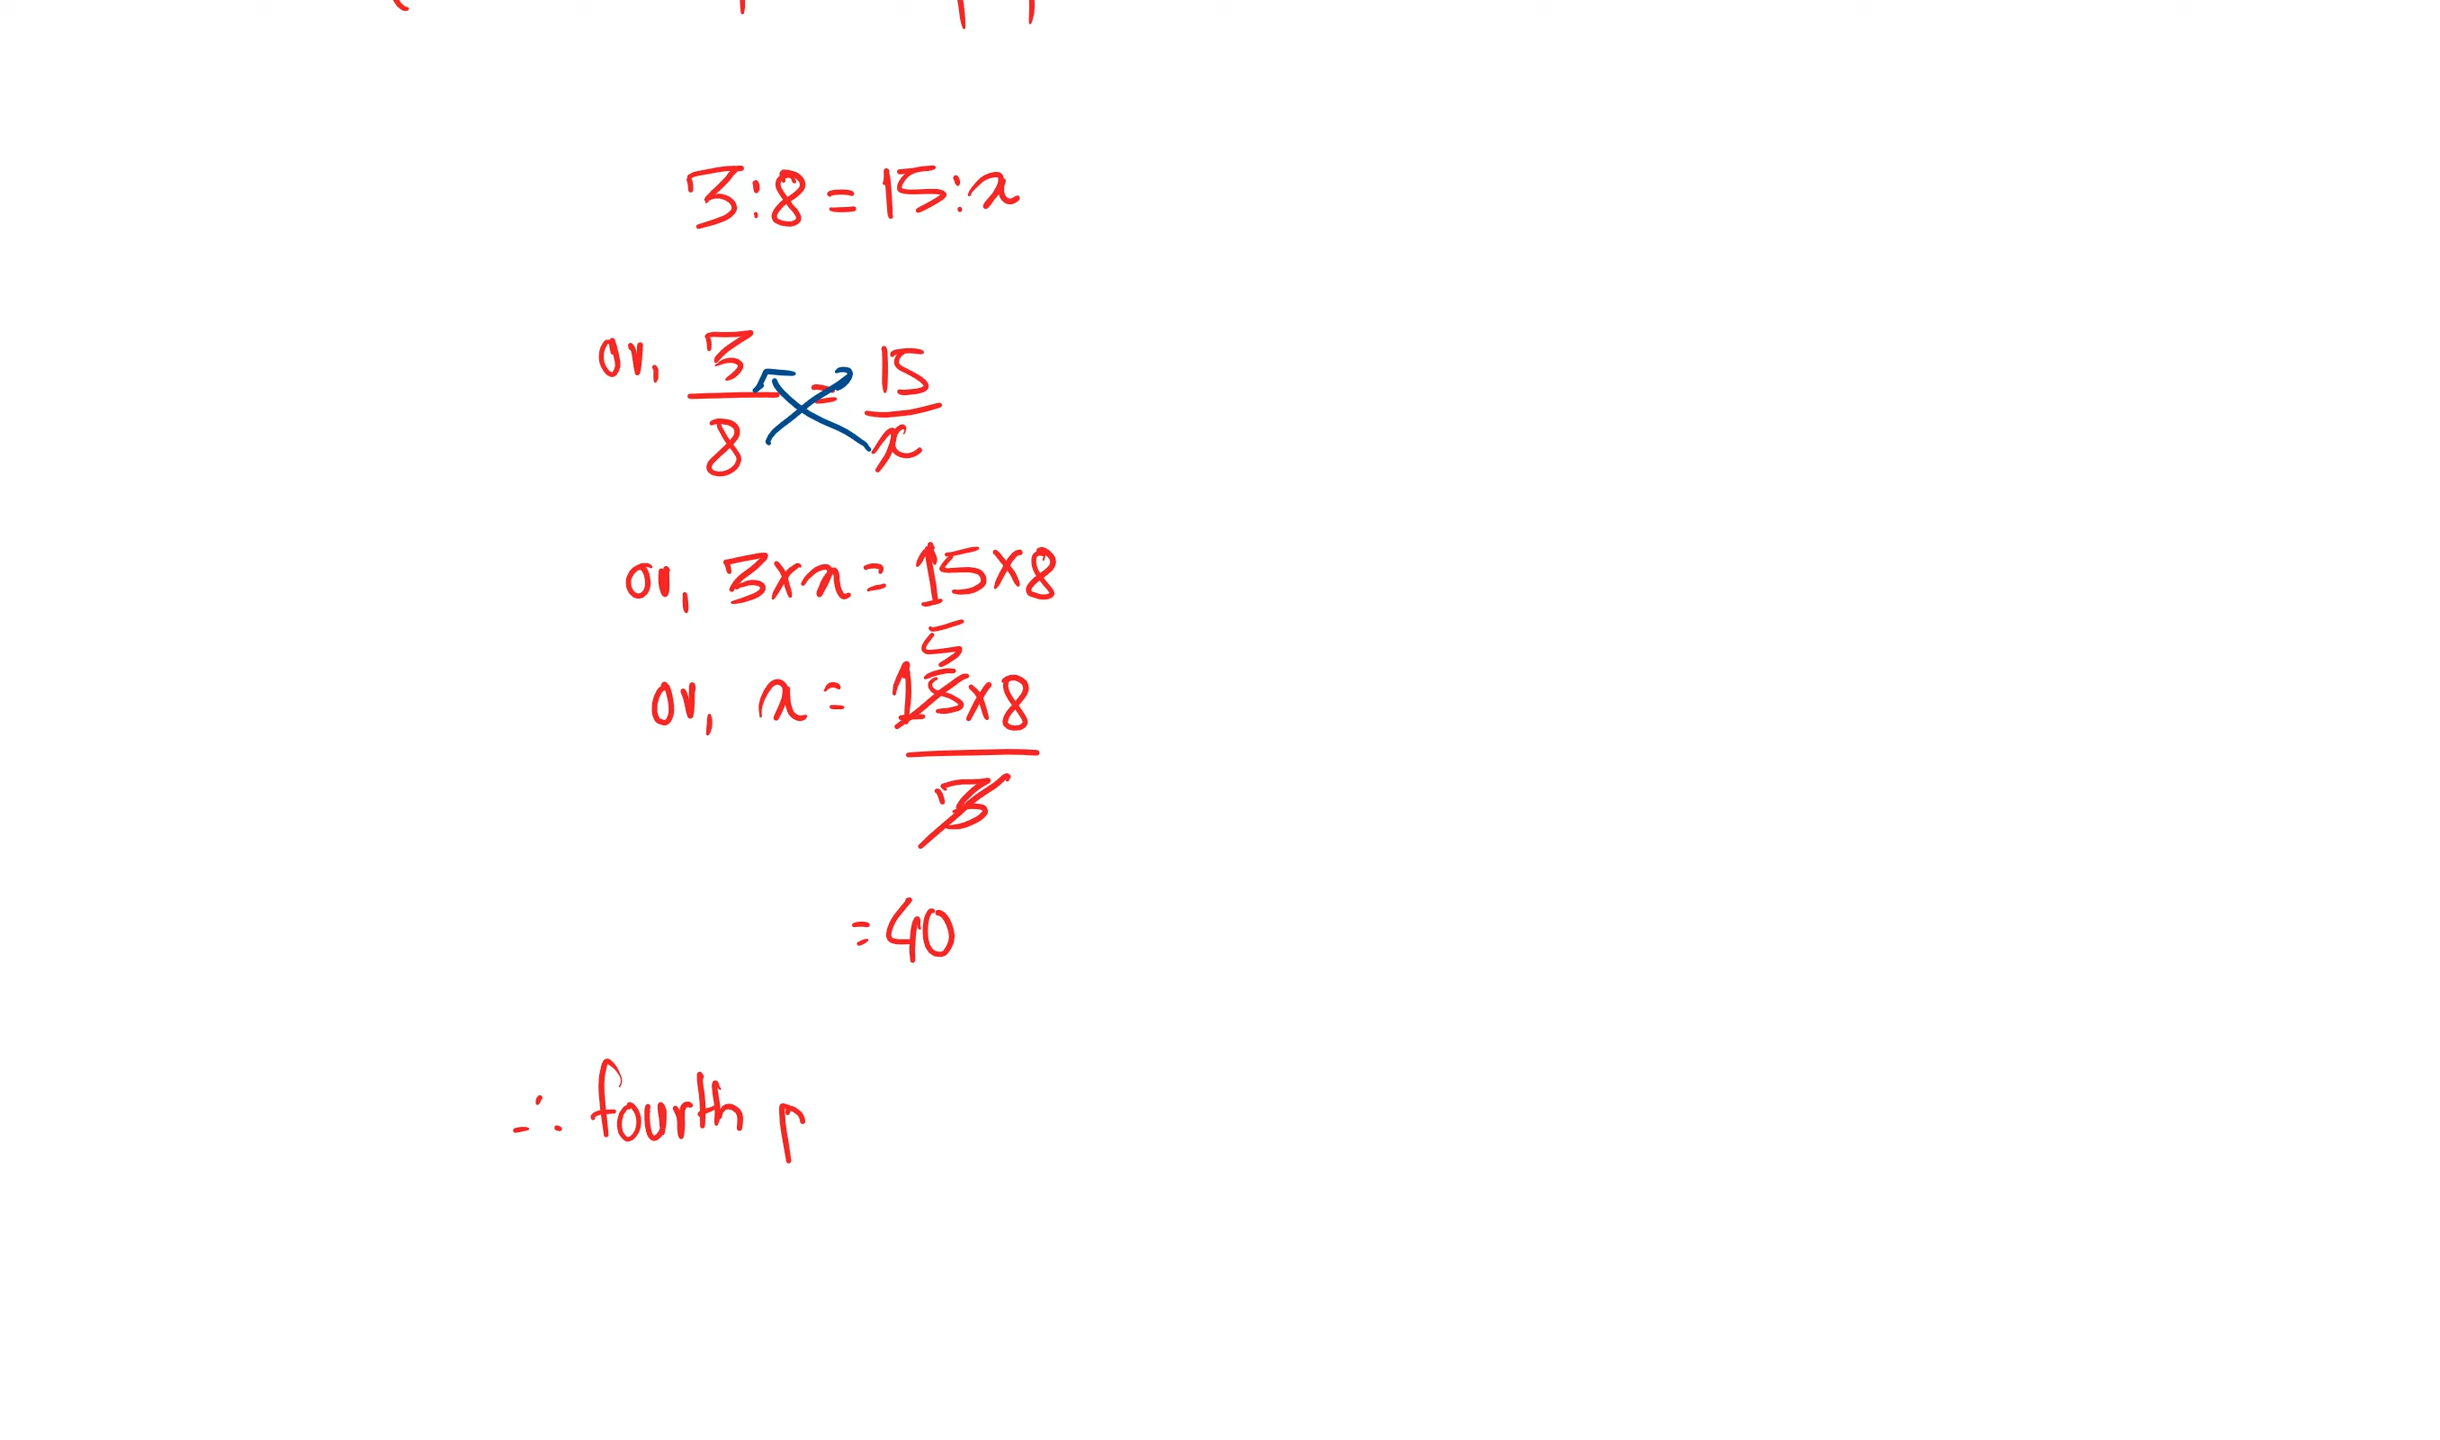 3:8=15:x
or, 3/8 = 15/x
or, 3×x=15×8
or, x= 15×8/3 5
=40
∴ fourth p